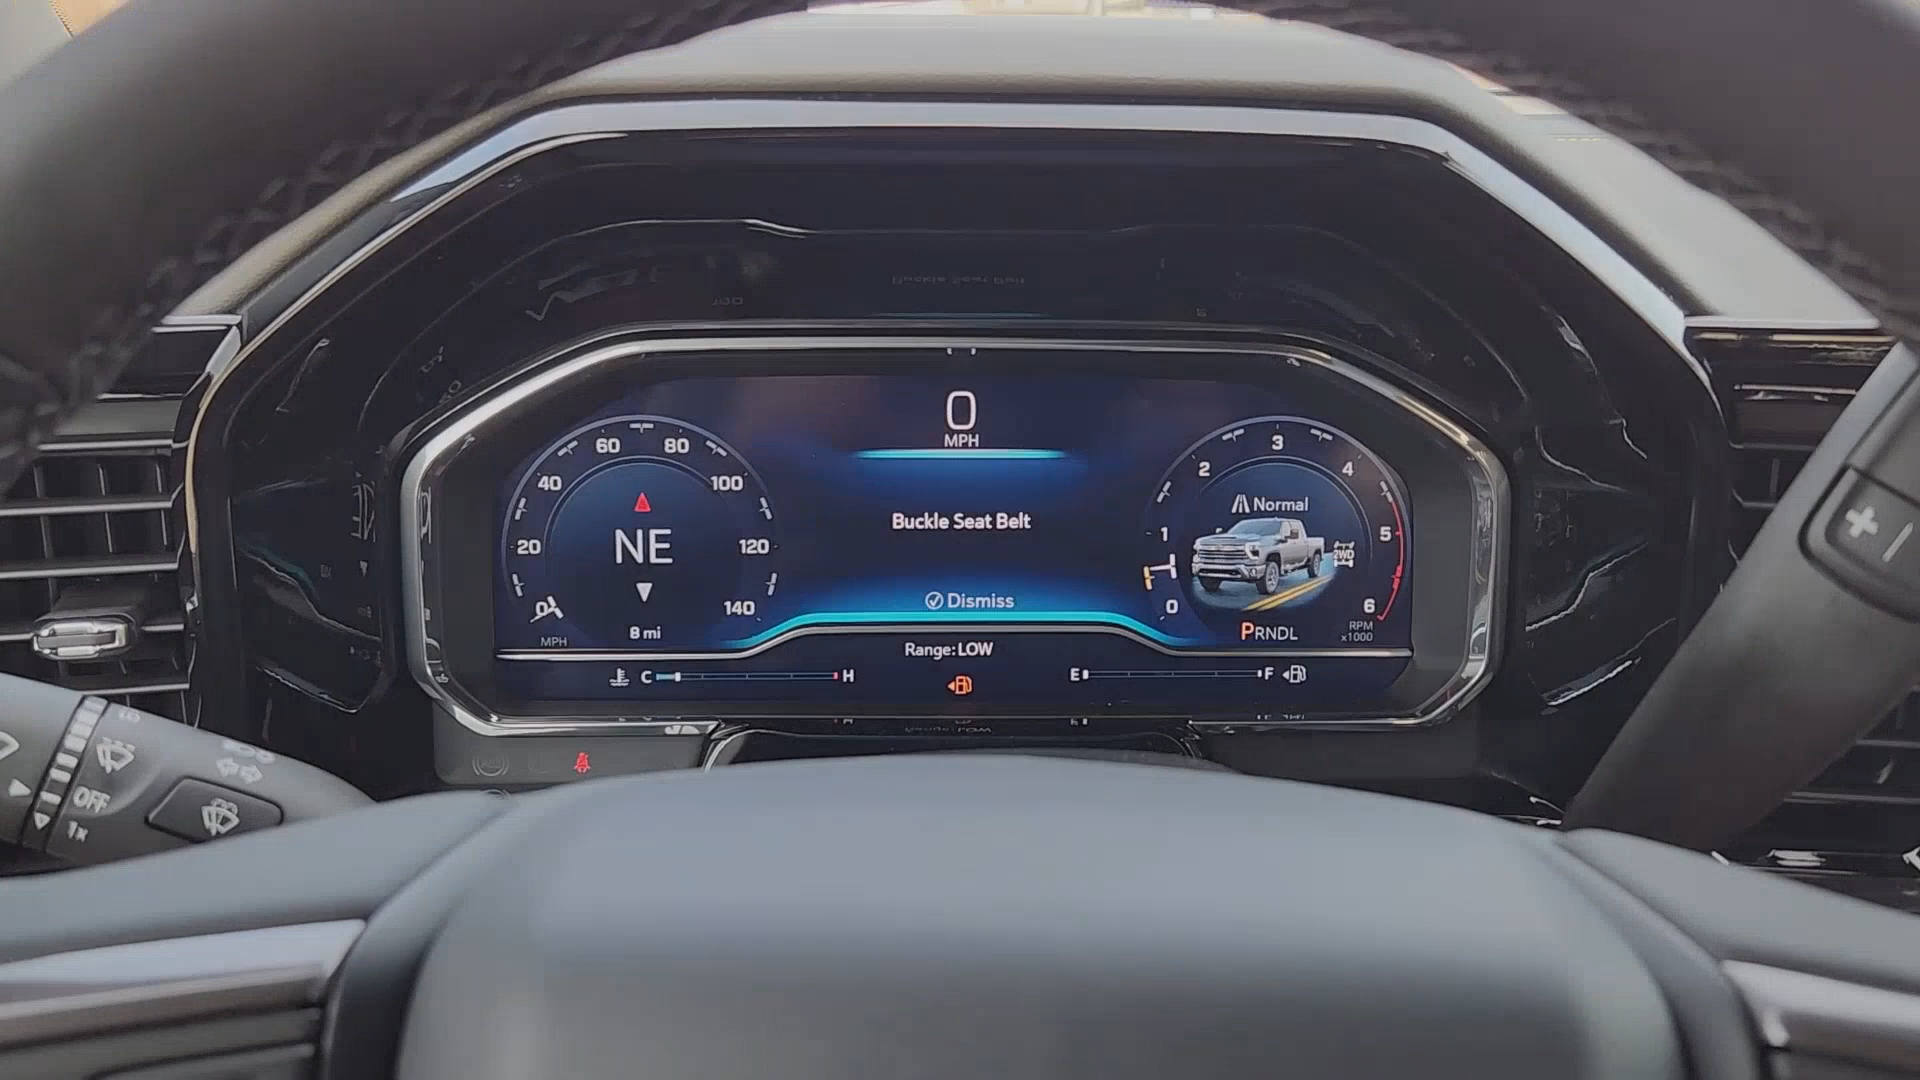 0
MPH
60 80
40 100
20 NE 120
0 140
MPH
8 mi
Buckle Seat Belt
Dismiss
3
2 4
Normal
1 5
2WD
0 6
PRNDL
RPM
x1000
Range: LOW
C H
E F
OFF
1x